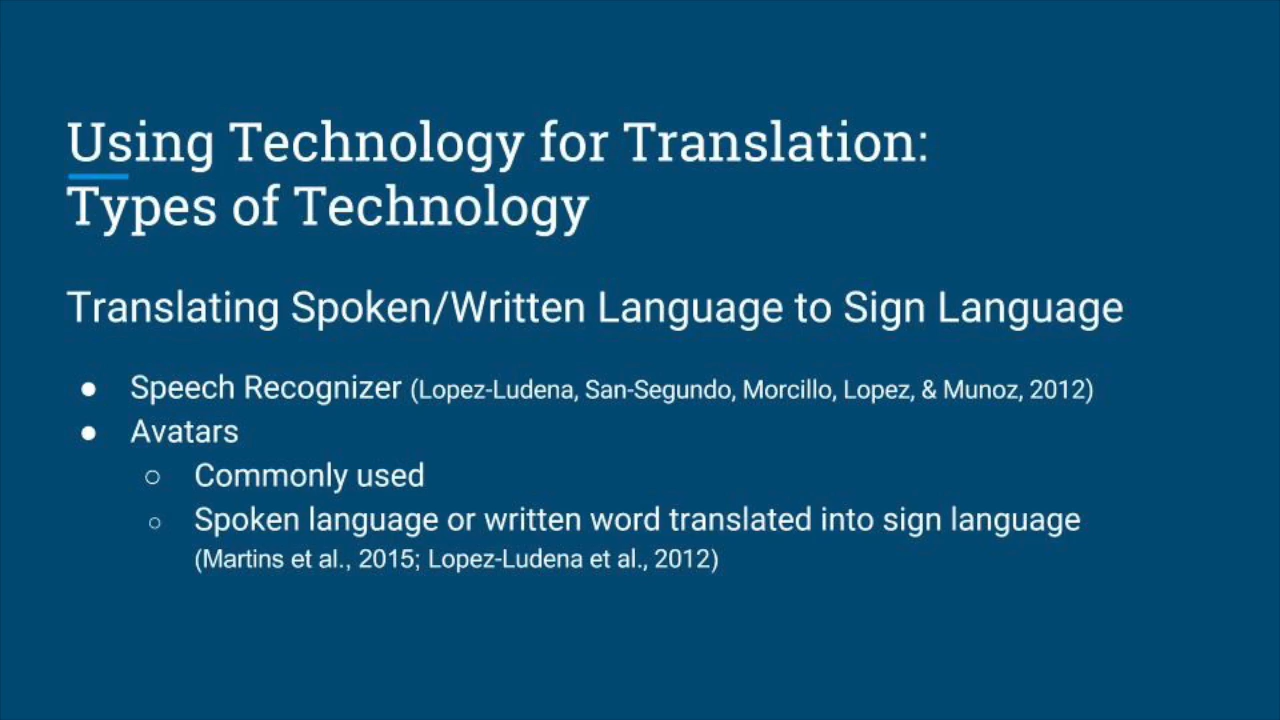 Using Technology for Translation:
Types of Technology
Translating Spoken/Written Language to Sign Language
● Speech Recognizer (Lopez-Ludena, San-Segundo, Morcillo, Lopez, & Munoz, 2012)
● Avatars
○ Commonly used
○ Spoken language or written word translated into sign language
(Martins et al., 2015; Lopez-Ludena et al., 2012)